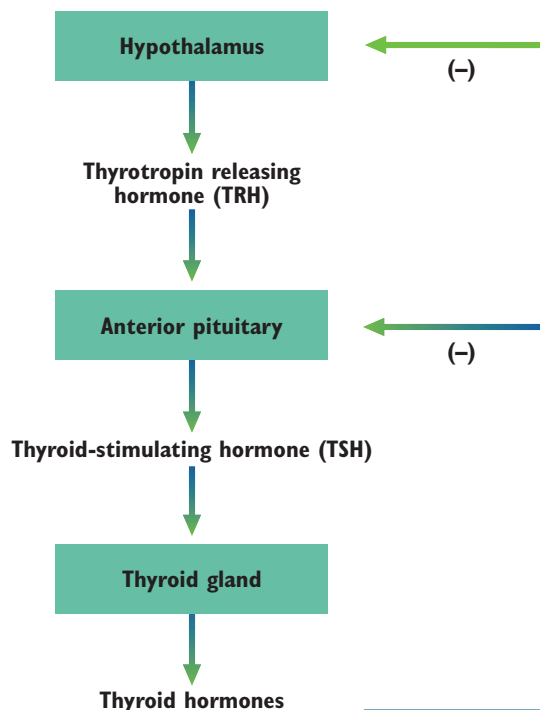 Hypothalamus
(–)
Thyrotropin releasing
hormone (TRH)
Anterior pituitary
(–)
Thyroid-stimulating hormone (TSH)
Thyroid gland
Thyroid hormones